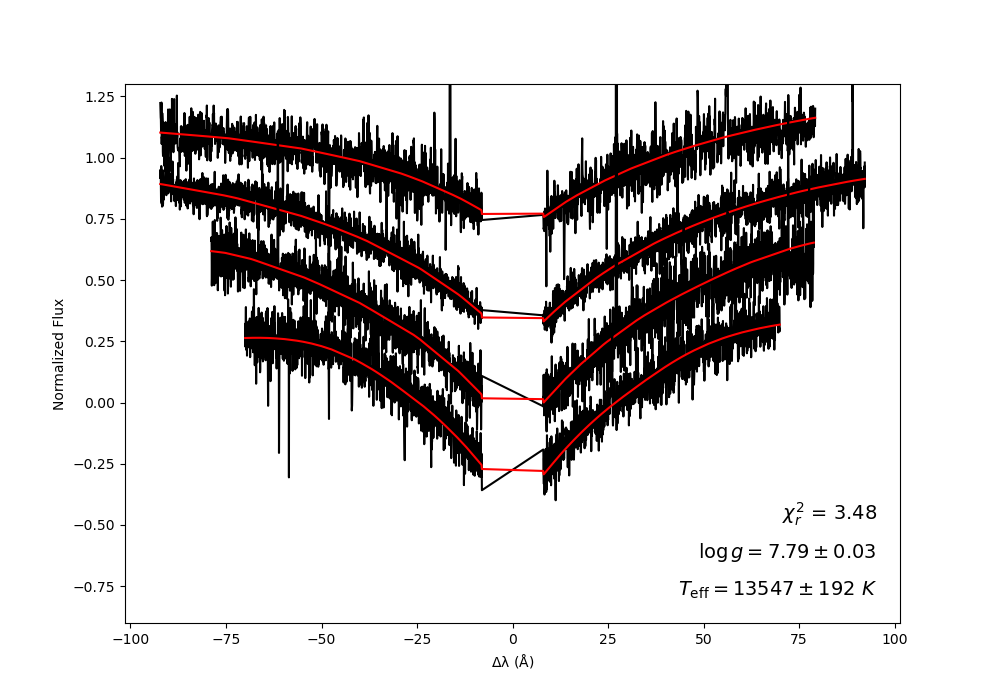 1.25
1.00
0.75
0.50
0.25
0.00
−0.25
−0.50
−0.75
Normalized Flux
χ²ᵣ = 3.48
log g = 7.79 ± 0.03
T_eff = 13547 ± 192 K
−100 −75 −50 −25 0 25 50 75 100
Δλ (Å)